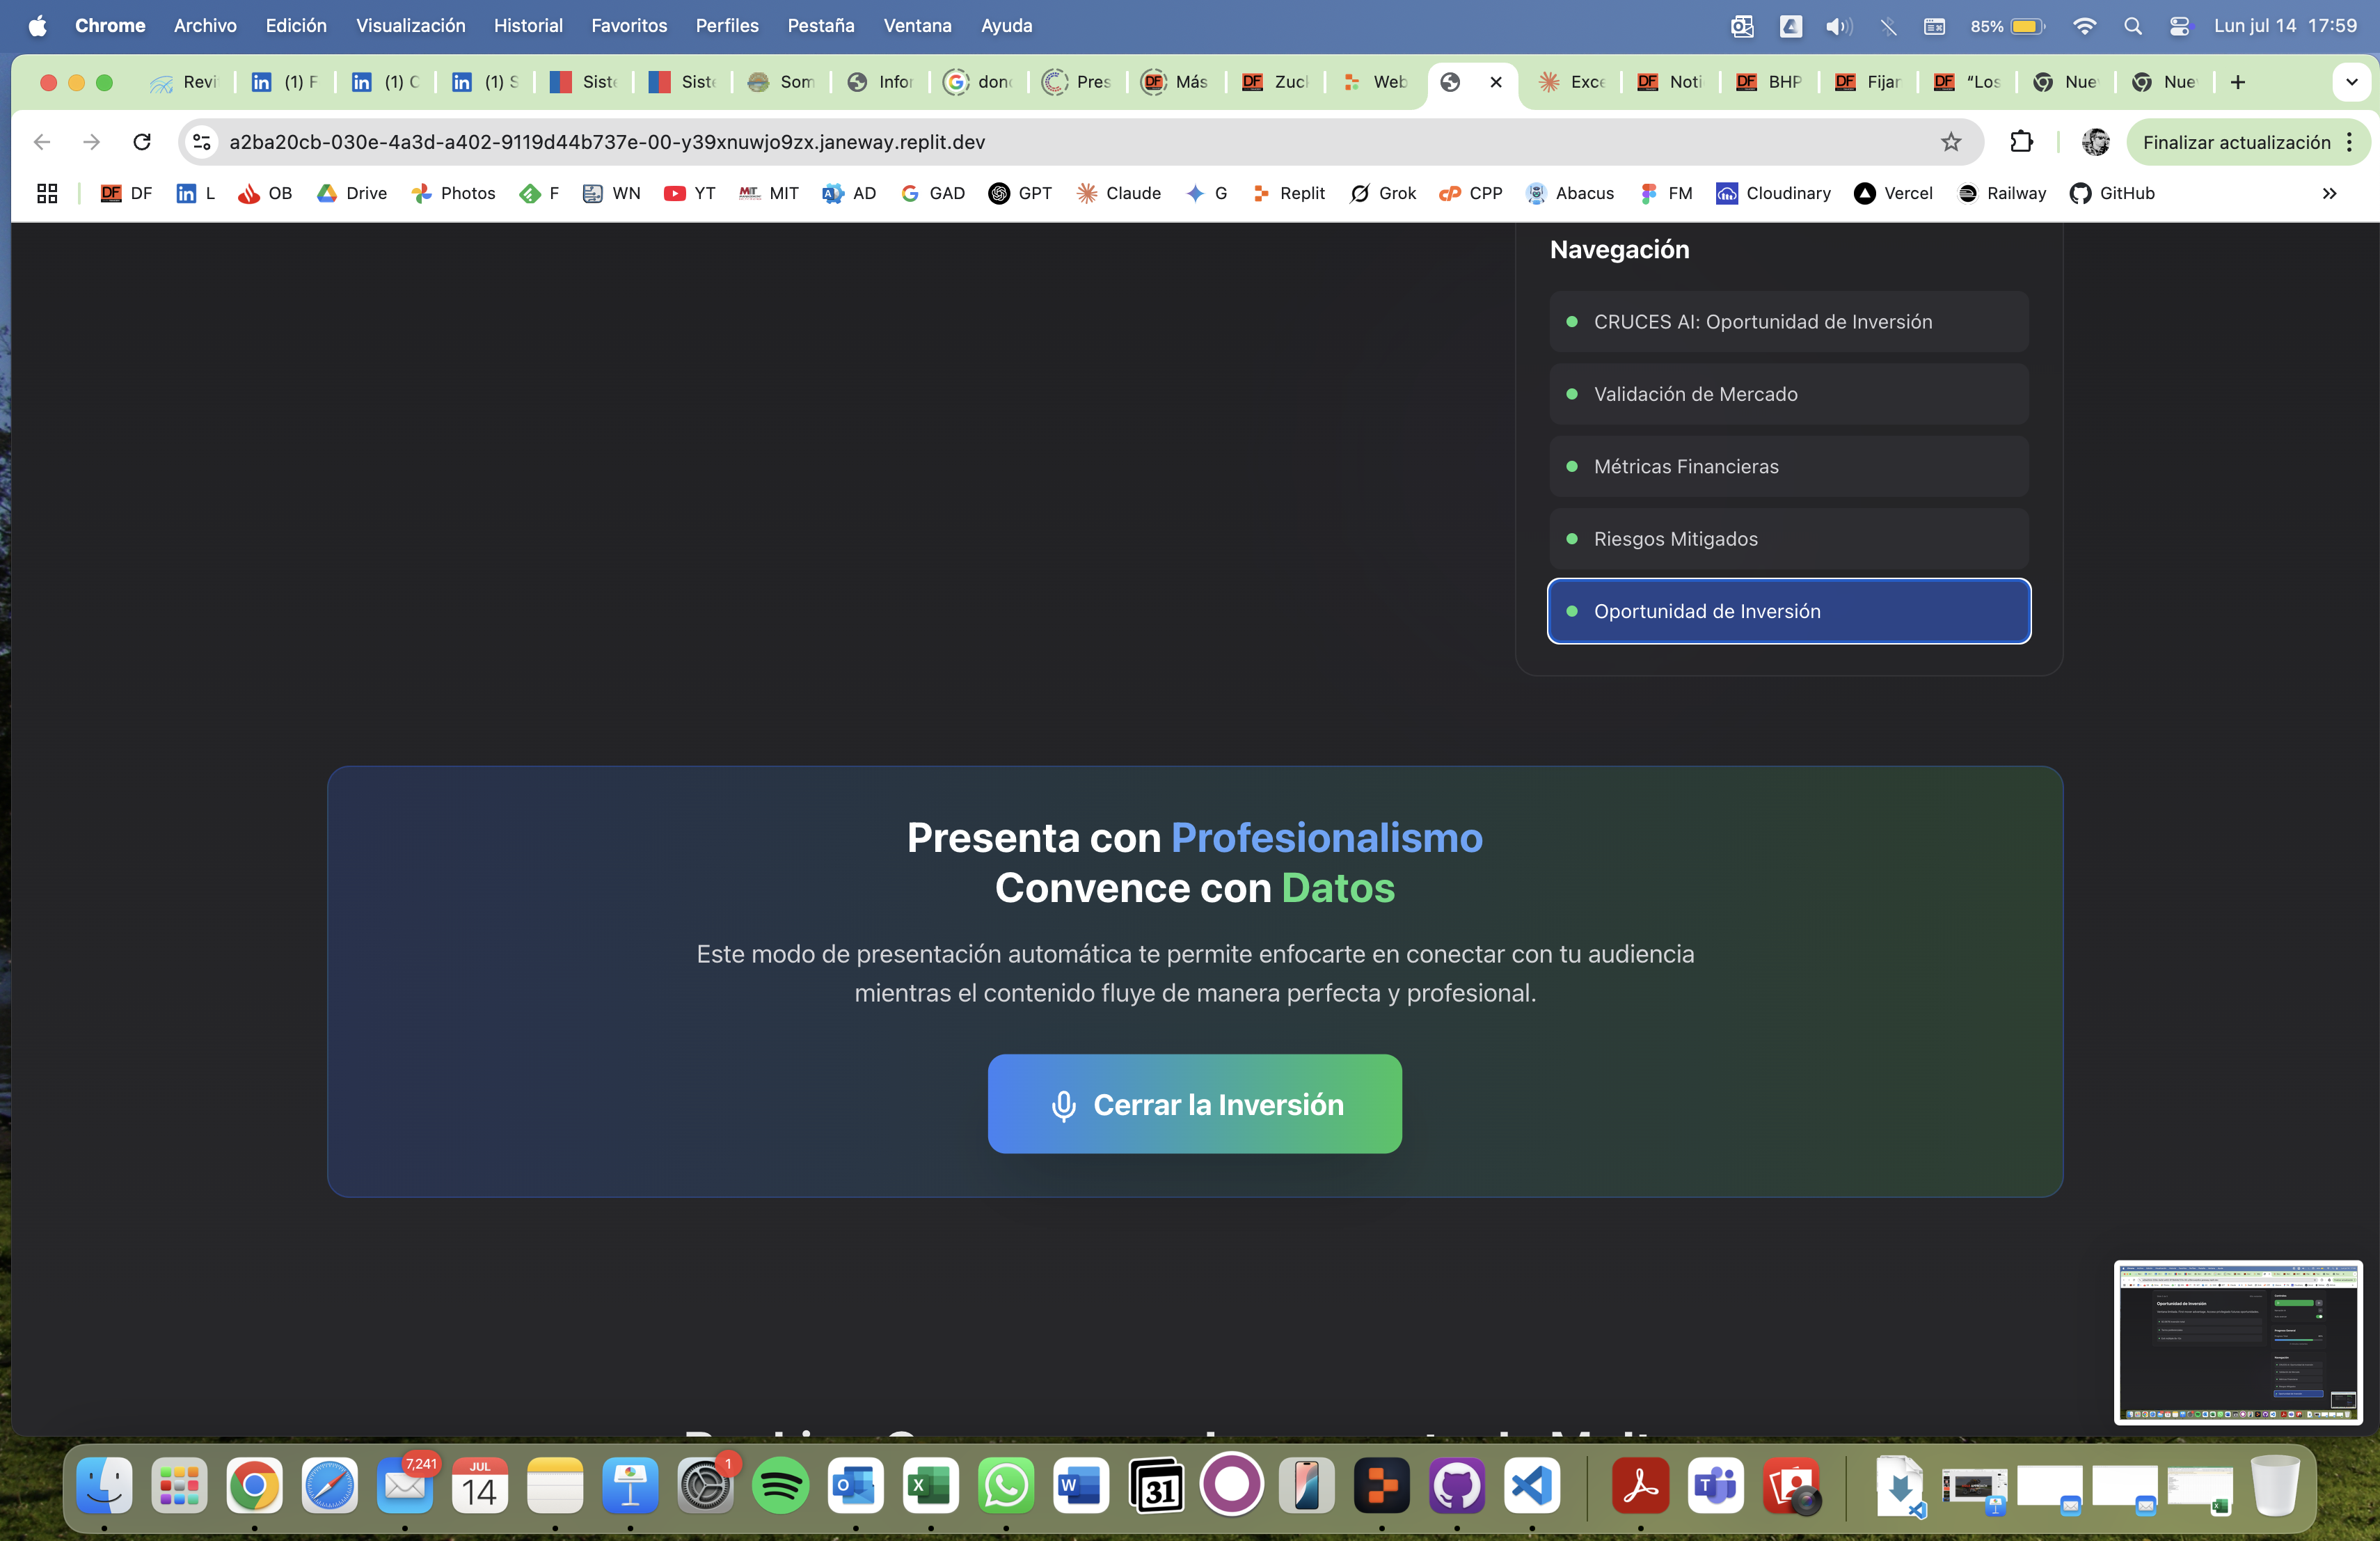 Chrome Archivo Edición Visualización Historial Favoritos Perfiles Pestaña Ventana Ayuda 85% Lun jul 14 17:59
Revi (1) F (1) C (1) S Siste Siste Som Infor dond Pres Más Zuck Web Exce Noti BHP Fijar “Los Nue Nue
a2ba20cb-030e-4a3d-a402-9119d44b737e-00-y39xnuwjo9zx.janeway.replit.dev Finalizar actualización
DF L OB Drive Photos F WN YT MIT AD GAD GPT Claude G Replit Grok CPP Abacus FM Cloudinary Vercel Railway GitHub
Navegación
CRUCES AI: Oportunidad de Inversión
Validación de Mercado
Métricas Financieras
Riesgos Mitigados
Oportunidad de Inversión
Presenta con Profesionalismo
Convence con Datos
Este modo de presentación automática te permite enfocarte en conectar con tu audiencia
mientras el contenido fluye de manera perfecta y profesional.
Cerrar la Inversión
Oportunidad de Inversión
7,241
JUL
14
1
31